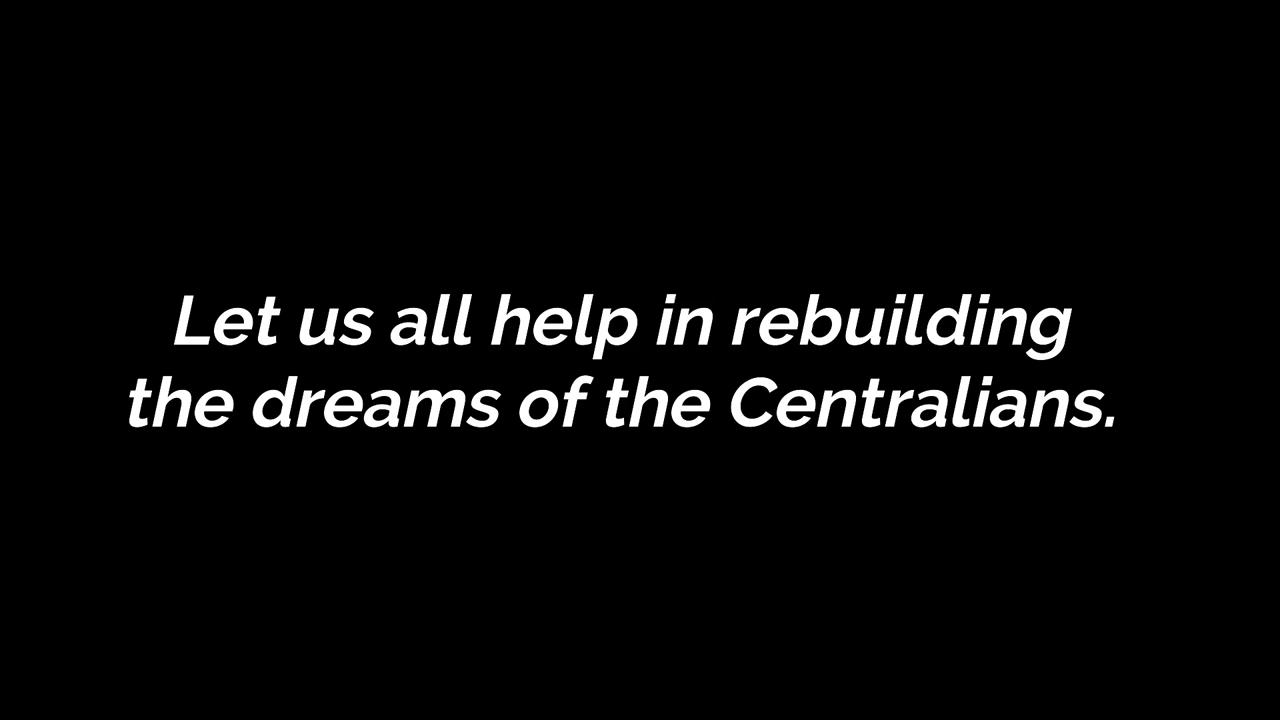 Let us all help in rebuilding
the dreams of the Centralians.